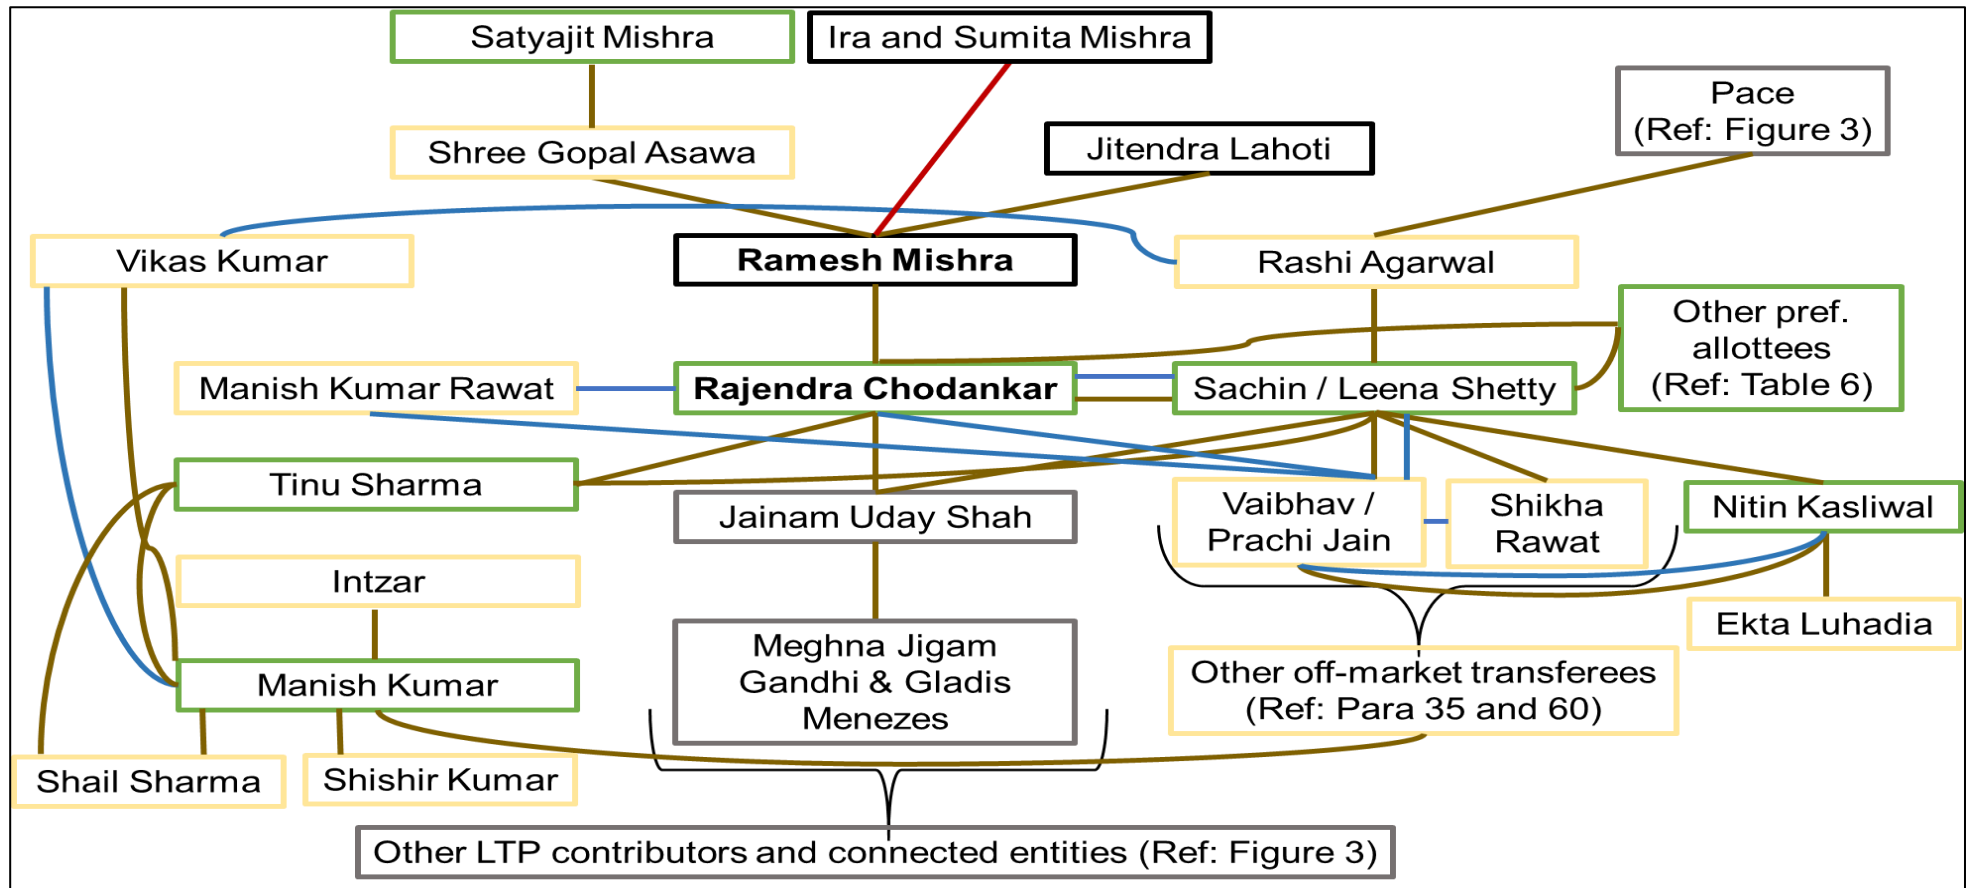 Satyajit Mishra
Ira and Sumita Mishra
Pace
(Ref: Figure 3)
Shree Gopal Asawa
Jitendra Lahoti
Vikas Kumar
Ramesh Mishra
Rashi Agarwal
Other pref.
allottees
(Ref: Table 6)
Manish Kumar Rawat
Rajendra Chodankar
Sachin / Leena Shetty
Tinu Sharma
Jainam Uday Shah
Vaibhav /
Prachi Jain
Shikha
Rawat
Nitin Kasliwal
Intzar
Meghna Jigam
Gandhi & Gladis
Menezes
Ekta Luhadia
Manish Kumar
Other off-market transferees
(Ref: Para 35 and 60)
Shail Sharma
Shishir Kumar
Other LTP contributors and connected entities (Ref: Figure 3)